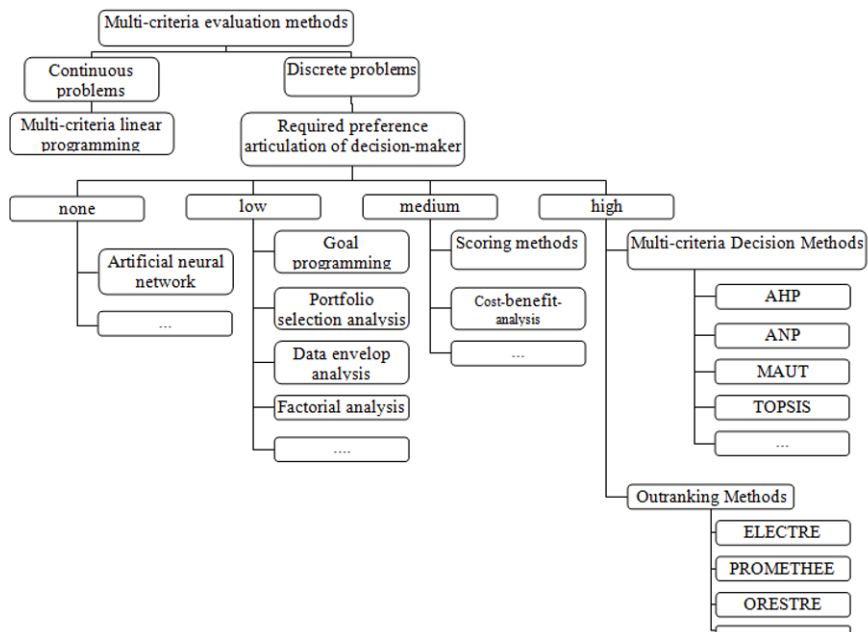 Multi-criteria evaluation methods
Continuous
problems
Discrete problems
Multi-criteria linear
programming
Required preference
articulation of decision-maker
none
low
medium
high
Artificial neural
network
...
Goal
programming
Portfolio
selection analysis
Data envelop
analysis
Factorial analysis
....
Scoring methods
Cost-benefit-
analysis
...
Multi-criteria Decision Methods
AHP
ANP
MAUT
TOPSIS
...
Outranking Methods
ELECTRE
PROMETHEE
ORESTRE